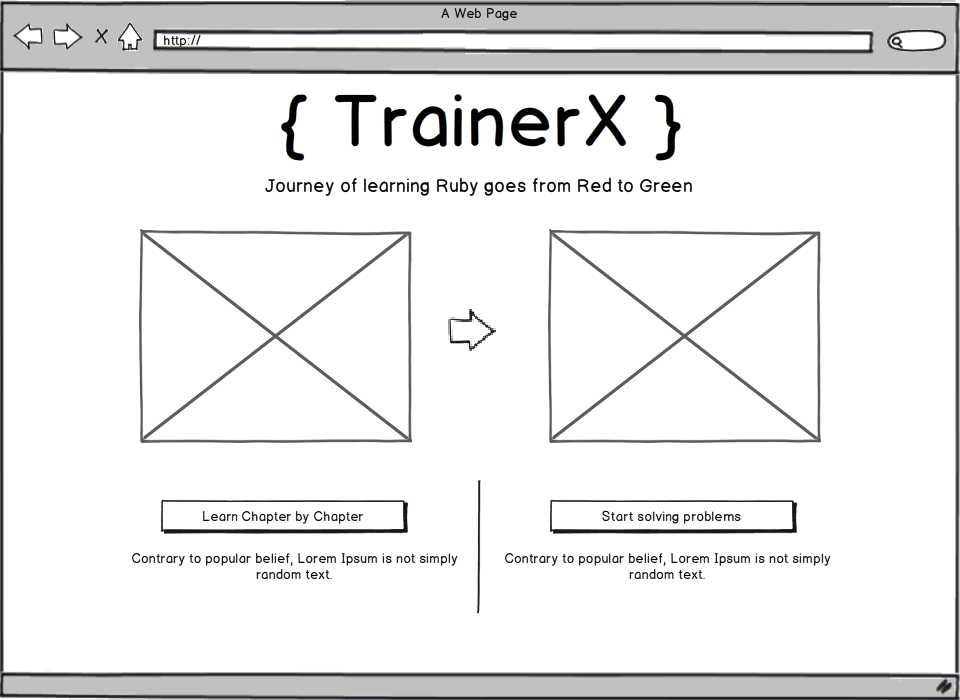 A Web Page
http://
{ TrainerX }
Journey of learning Ruby goes from Red to Green
Learn Chapter by Chapter
Start solving problems
Contrary to popular belief, Lorem Ipsum is not simply
random text.
Contrary to popular belief, Lorem Ipsum is not simply
random text.